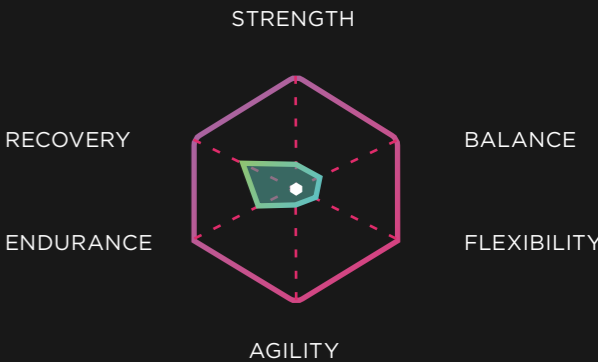 STRENGTH
RECOVERY
BALANCE
ENDURANCE
FLEXIBILITY
AGILITY